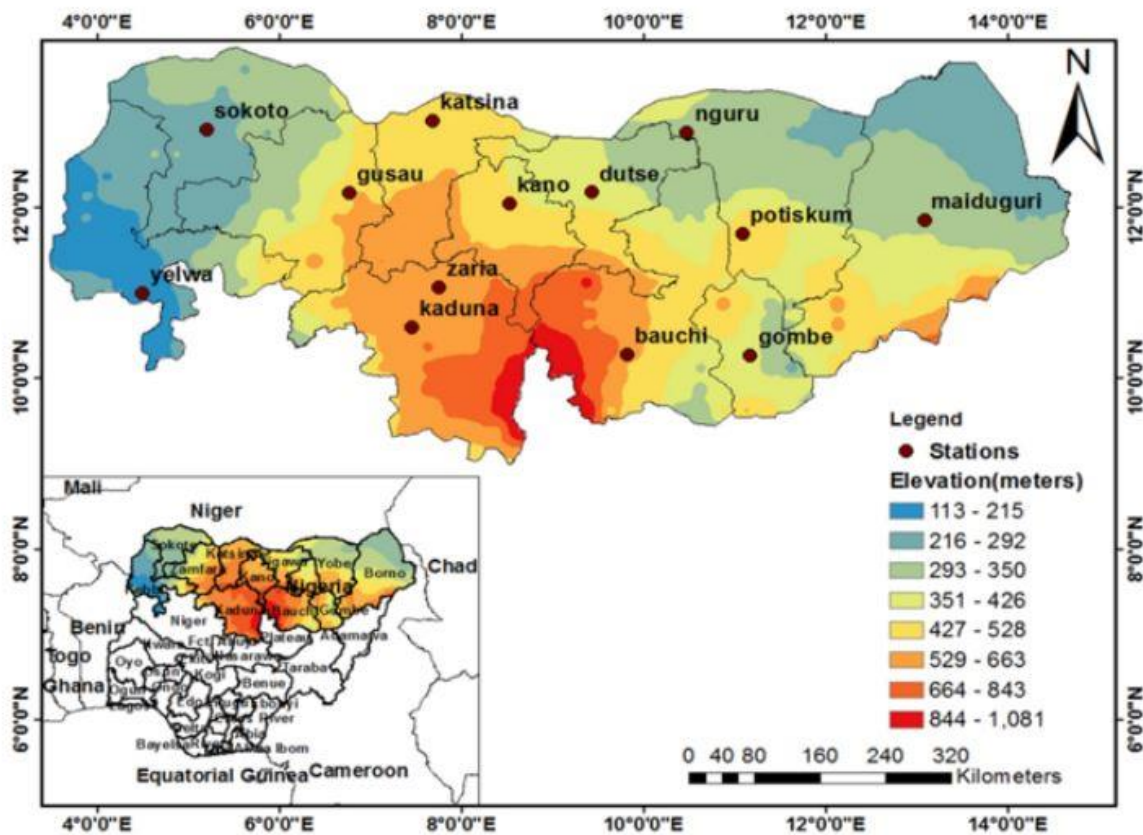 4°0'0"E 6°0'0"E 8°0'0"E 10°0'0"E 12°0'0"E 14°0'0"E
N
sokoto
katsina
nguru
gusau
kano
dutse
maiduguri
potiskum
yelwa
zaria
kaduna
bauchi
gombe
12°0'0"N
10°0'0"N
8°0'0"N
6°0'0"N
12°0'0"N
10°0'0"N
8°0'0"N
6°0'0"N
Legend
Stations
Elevation(meters)
113 - 215
216 - 292
293 - 350
351 - 426
427 - 528
529 - 663
664 - 843
844 - 1,081
0 40 80 160 240 320
Kilometers
Mali
Niger
Chad
Sokoto
Katsina
Yobe
Borno
Zamfara
Kano
Nigeria
Kaduna
Bauchi
Gombe
Niger
Benin
Plateau
Adamawa
Togo
Oyo
Kogi
Taraba
Benue
Ghana
River
Equatorial Guinea
Cameroon
4°0'0"E 6°0'0"E 8°0'0"E 10°0'0"E 12°0'0"E 14°0'0"E